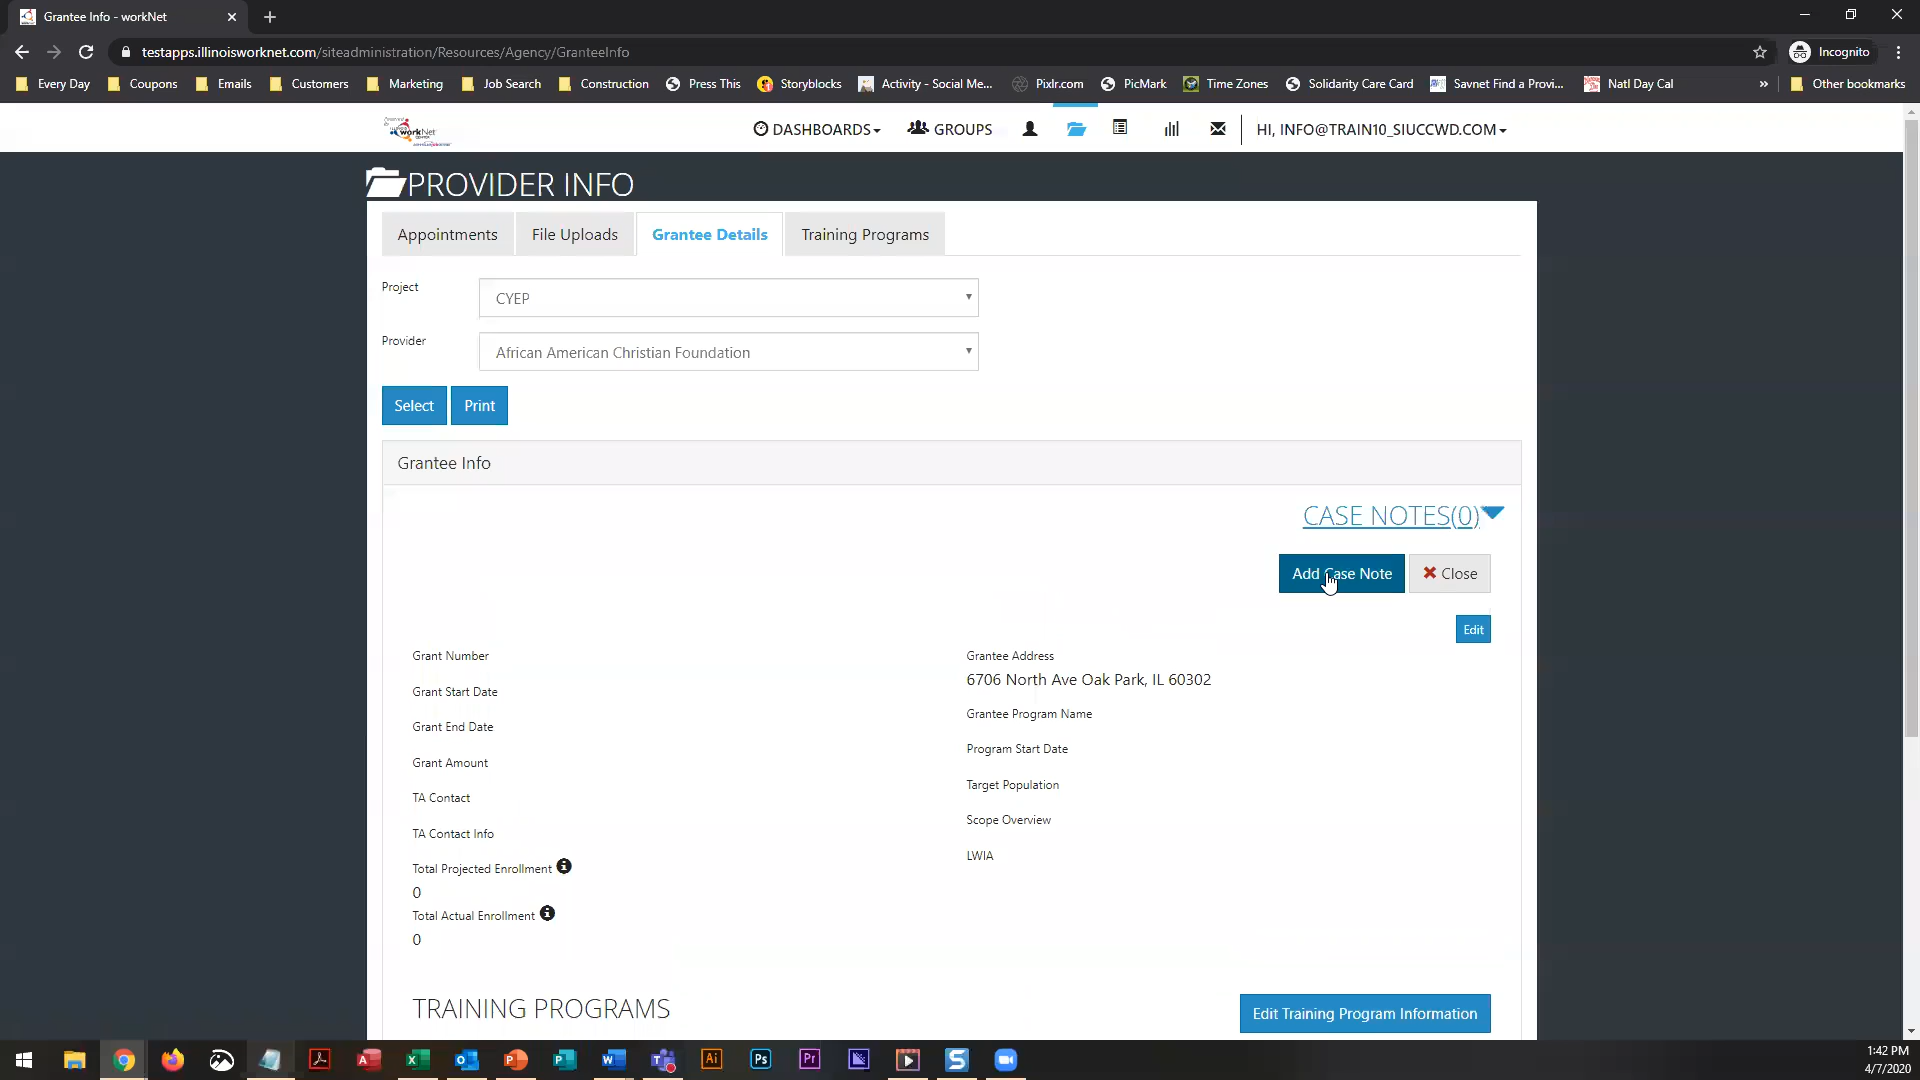 Grantee Info - workNet
testapps.illinoisworknet.com/siteadministration/Resources/Agency/GranteeInfo
Incognito
Every Day Coupons Emails Customers Marketing Job Search Construction Press This Storyblocks Activity - Social Me... Pixlr.com PicMark Time Zones Solidarity Care Card Savnet Find a Provi... Natl Day Cal » Other bookmarks
workNet DASHBOARDS GROUPS HI, INFO@TRAIN10_SIUCCWD.COM
PROVIDER INFO
Appointments File Uploads Grantee Details Training Programs
Project CYEP
Provider African American Christian Foundation
Select Print
Grantee Info
CASE NOTES(0)
Add Case Note Close
Edit
Grant Number
Grant Start Date
Grant End Date
Grant Amount
TA Contact
TA Contact Info
Total Projected Enrollment
0
Total Actual Enrollment
0
Grantee Address
6706 North Ave Oak Park, IL 60302
Grantee Program Name
Program Start Date
Target Population
Scope Overview
LWIA
TRAINING PROGRAMS Edit Training Program Information
1:42 PM
4/7/2020